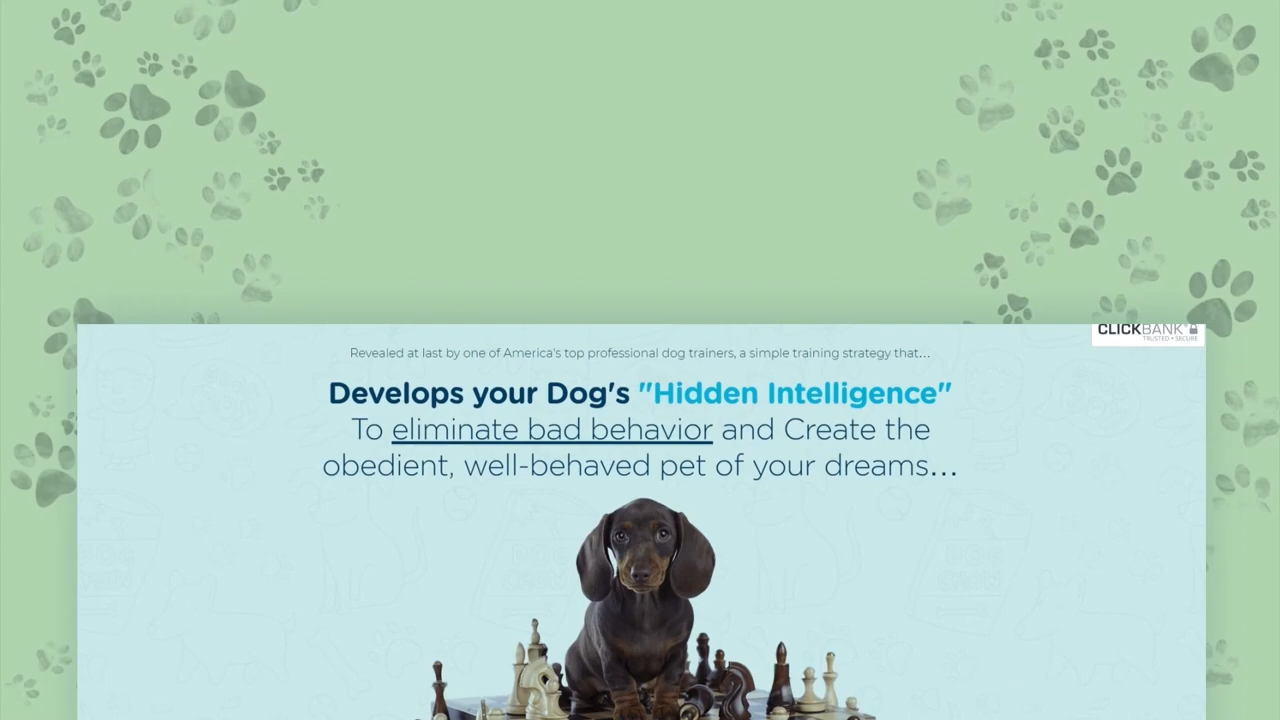 CLICKBANK
TRUSTED • SECURE
Revealed at last by one of America's top professional dog trainers, a simple training strategy that...
Develops your Dog's "Hidden Intelligence"
To eliminate bad behavior and Create the
obedient, well-behaved pet of your dreams...